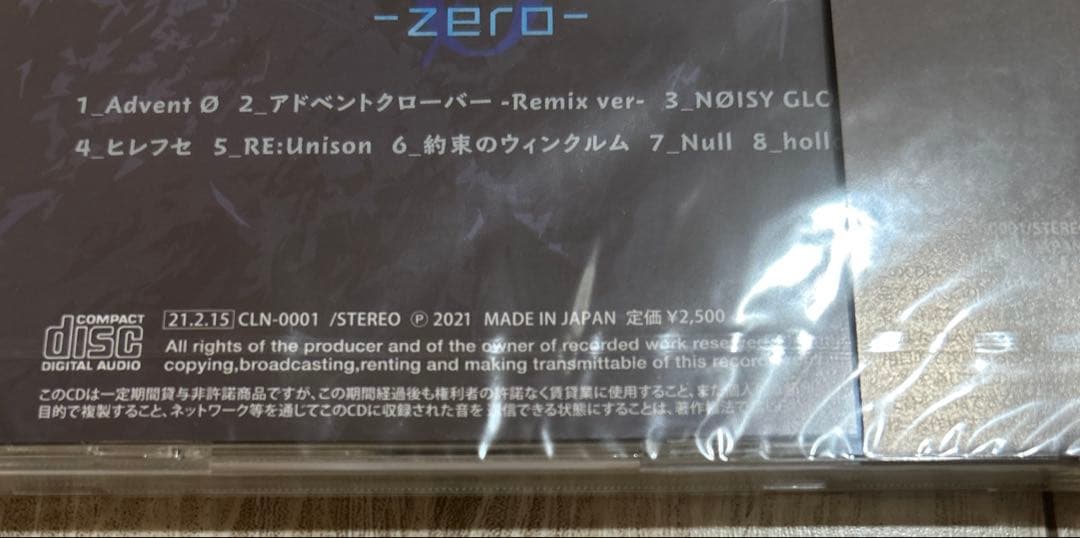 -zero-
1_Advent Ø 2_アドベントクローバー -Remix ver- 3_NØISY GLC
4_ヒレフセ 5_RE:Unison 6_約束のウィンクルム 7_Null 8_holl
COMPACT disc DIGITAL AUDIO
21.2.15 CLN-0001 /STEREO Ⓟ 2021 MADE IN JAPAN 定価 ¥2,500
All rights of the producer and of the owner of recorded work reserved
copying,broadcasting,renting and making transmittable of this record
このCDは一定期間貸与非許諾商品ですが、この期間経過後も権利者の許諾なく賃貸業に使用すること、また個人
目的で複製すること、ネットワーク等を通じてこのCDに収録された音を 信できる状態にすることは、著作